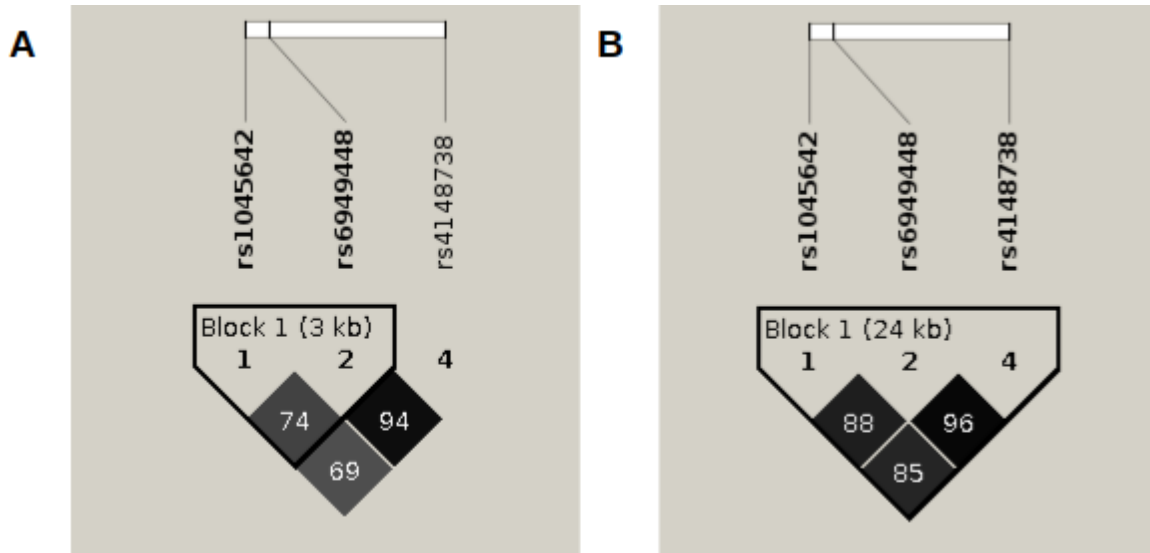 A
rs1045642
rs6949448
rs4148738
Block 1 (3 kb)
1 2 4
74 94
69
B
rs1045642
rs6949448
rs4148738
Block 1 (24 kb)
1 2 4
88 96
85